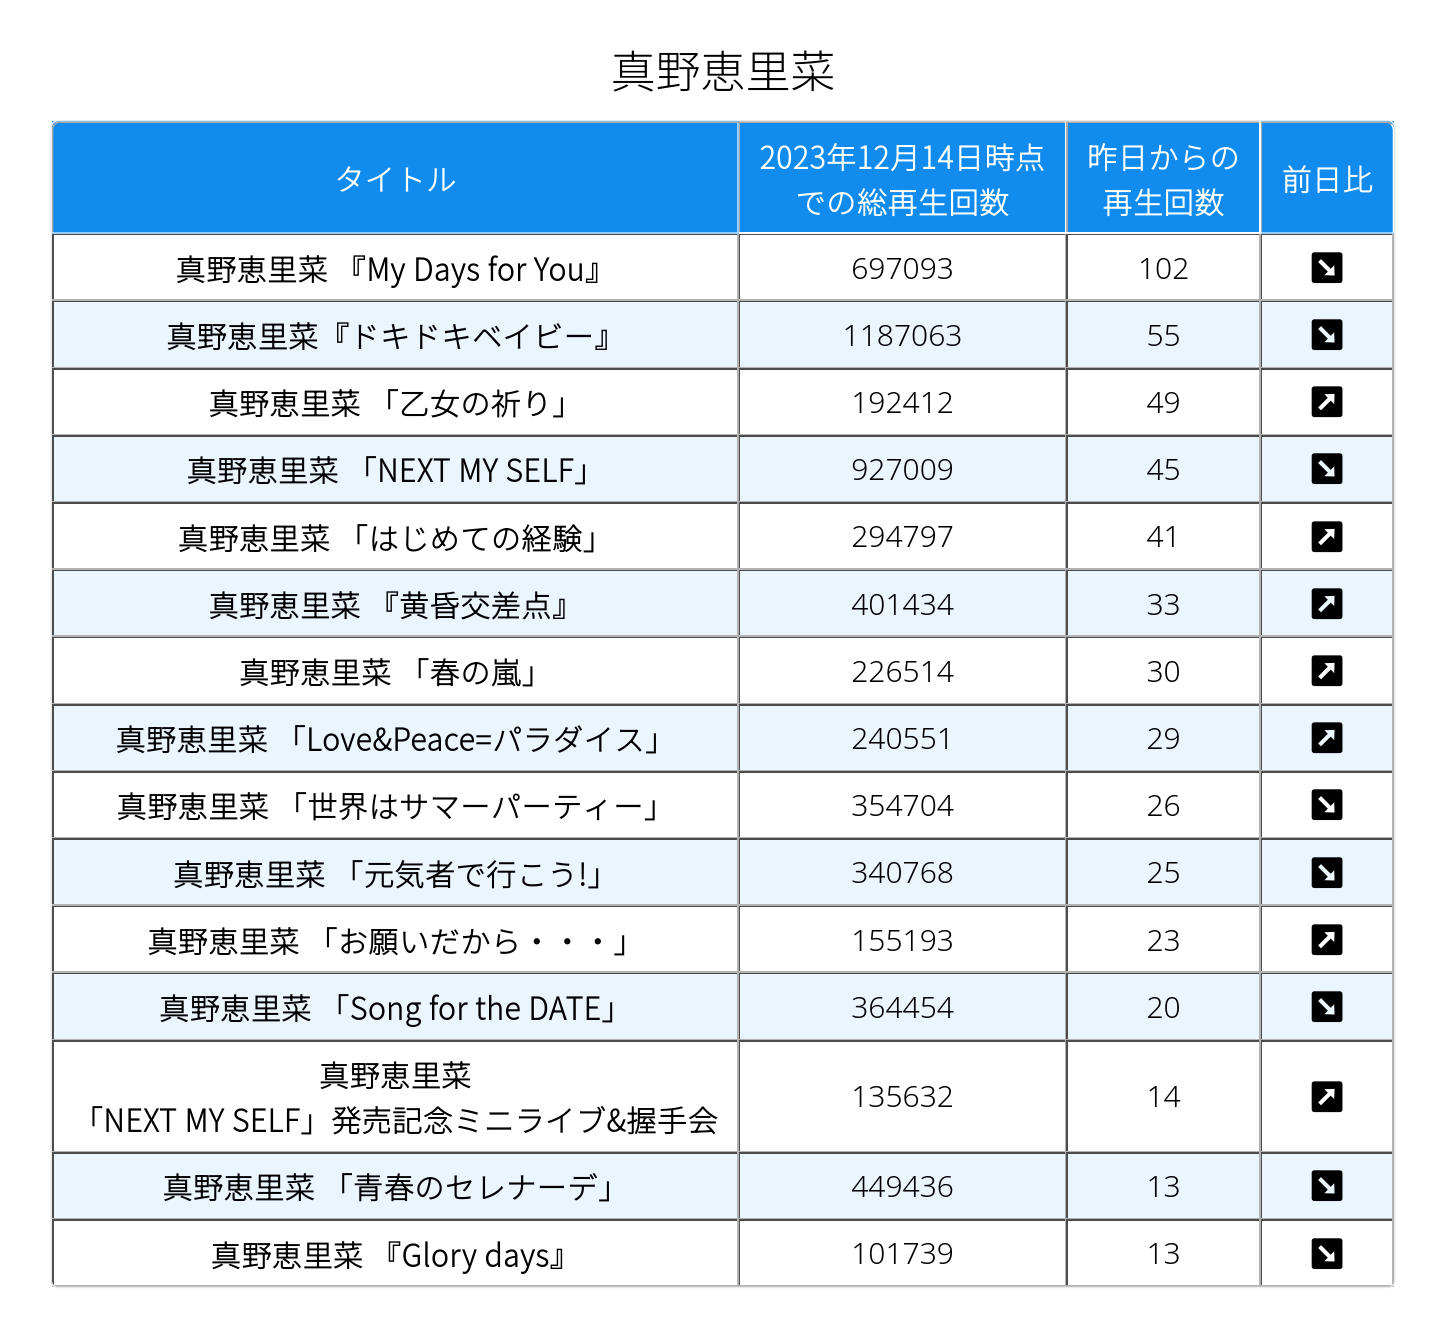 真野恵里菜
タイトル
2023年12月14日時点
での総再生回数
昨日からの
再生回数
前日比
真野恵里菜 『My Days for You』 697093 102 ↘
真野恵里菜『ドキドキベイビー』 1187063 55 ↘
真野恵里菜 「乙女の祈り」 192412 49 ↗
真野恵里菜 「NEXT MY SELF」 927009 45 ↘
真野恵里菜 「はじめての経験」 294797 41 ↗
真野恵里菜 『黄昏交差点』 401434 33 ↗
真野恵里菜 「春の嵐」 226514 30 ↗
真野恵里菜 「Love&Peace=パラダイス」 240551 29 ↗
真野恵里菜 「世界はサマーパーティー」 354704 26 ↘
真野恵里菜 「元気者で行こう!」 340768 25 ↘
真野恵里菜 「お願いだから・・・」 155193 23 ↗
真野恵里菜 「Song for the DATE」 364454 20 ↘
真野恵里菜
「NEXT MY SELF」発売記念ミニライブ&握手会 135632 14 ↗
真野恵里菜 「青春のセレナーデ」 449436 13 ↘
真野恵里菜 『Glory days』 101739 13 ↘